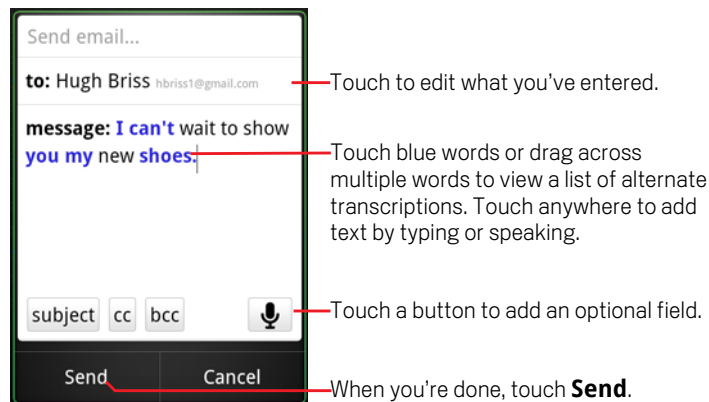 Send email...
to: Hugh Briss hbriss1@gmail.com
Touch to edit what you've entered.
message: I can't wait to show
you my new shoes.
Touch blue words or drag across
multiple words to view a list of alternate
transcriptions. Touch anywhere to add
text by typing or speaking.
subject cc bcc
Touch a button to add an optional field.
Send Cancel
When you're done, touch Send.